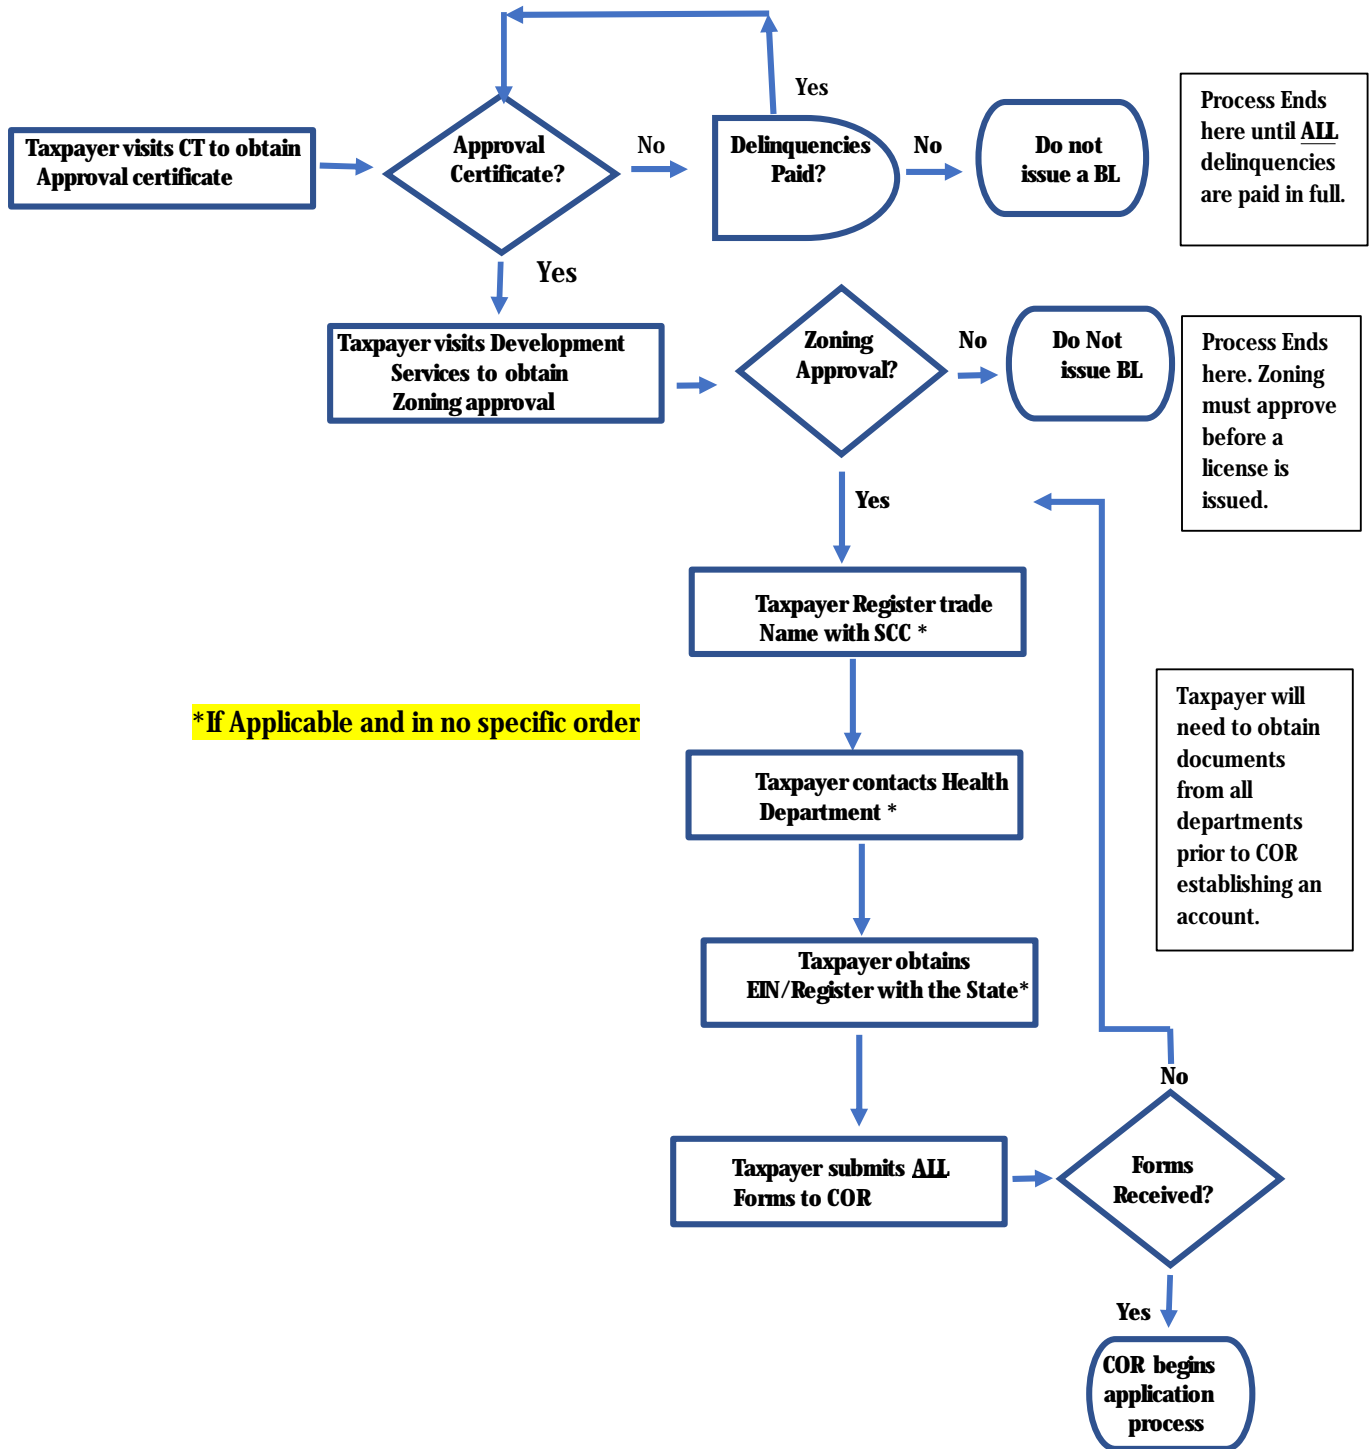 Yes
Taxpayer visits CT to obtain
Approval certificate
Approval
Certificate?
No
Delinquencies
Paid?
No
Do not
issue a BL
Process Ends
here until ALL
delinquencies
are paid in full.
Yes
Taxpayer visits Development
Services to obtain
Zoning approval
Zoning
Approval?
No
Do Not
issue BL
Process Ends
here. Zoning
must approve
before a
license is
issued.
Yes
Taxpayer Register trade
Name with SCC *
*If Applicable and in no specific order
Taxpayer contacts Health
Department *
Taxpayer will
need to obtain
documents
from all
departments
prior to COR
establishing an
account.
Taxpayer obtains
EIN/Register with the State*
No
Taxpayer submits ALL
Forms to COR
Forms
Received?
Yes
COR begins
application
process